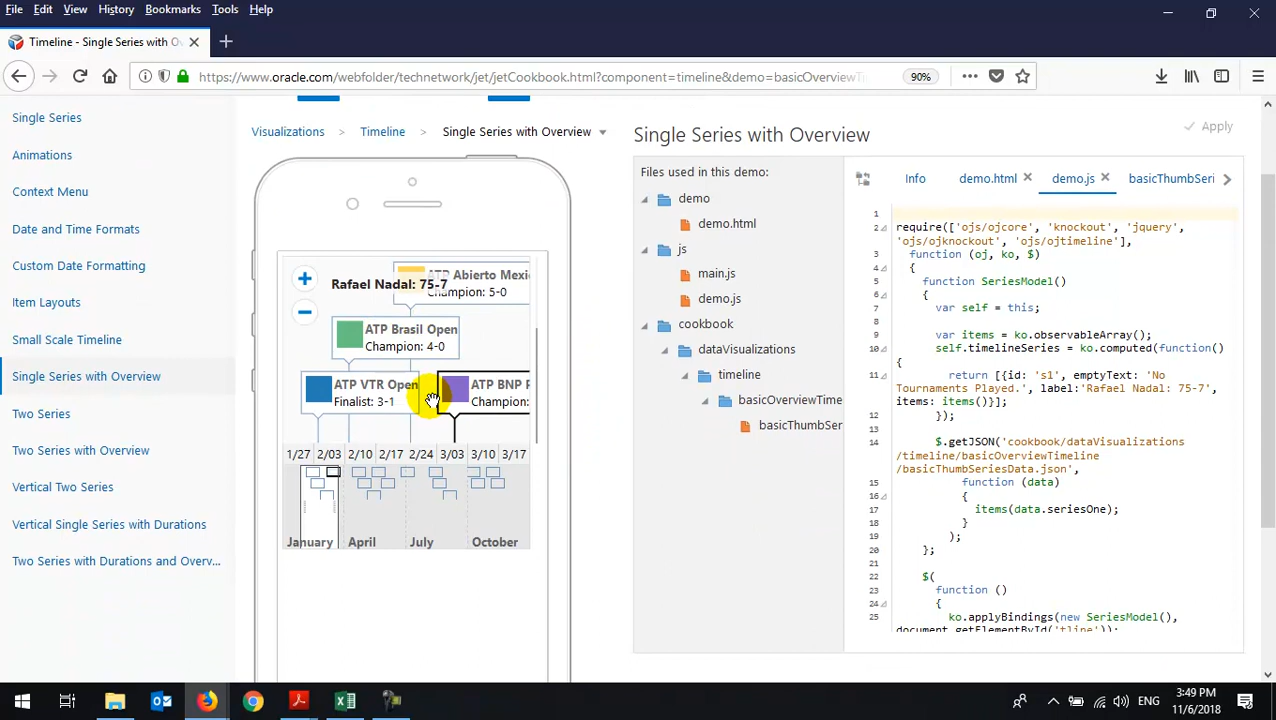 File Edit View History Bookmarks Tools Help
Timeline - Single Series with Ov
https://www.oracle.com/webfolder/technetwork/jet/jetCookbook.html?component=timeline&demo=basicOverviewTim
90%
Single Series
Animations
Context Menu
Date and Time Formats
Custom Date Formatting
Item Layouts
Small Scale Timeline
Single Series with Overview
Two Series
Two Series with Overview
Vertical Two Series
Vertical Single Series with Durations
Two Series with Durations and Overv...
Visualizations > Timeline > Single Series with Overview
Rafael Nadal: 75-7
ATP Abierto Mexi
Champion: 5-0
ATP Brasil Open
Champion: 4-0
ATP VTR Open
Finalist: 3-1
ATP BNP P
Champion:
1/27 2/03 2/10 2/17 2/24 3/03 3/10 3/17
January April July October
Single Series with Overview
Apply
Files used in this demo:
demo
demo.html
js
main.js
demo.js
cookbook
dataVisualizations
timeline
basicOverviewTime
basicThumbSer
Info demo.html demo.js basicThumbSeri
1
2 require(['ojs/ojcore', 'knockout', 'jquery',
'ojs/ojknockout', 'ojs/ojtimeline'],
3 function (oj, ko, $)
4 {
5 function SeriesModel()
6 {
7 var self = this;
8
9 var items = ko.observableArray();
10 self.timelineSeries = ko.computed(function()
{
11 return [{id: 's1', emptyText: 'No
Tournaments Played.', label:'Rafael Nadal: 75-7',
items: items()}];
12 });
13
14 $.getJSON('cookbook/dataVisualizations
/timeline/basicOverviewTimeline
/basicThumbSeriesData.json',
15 function (data)
16 {
17 items(data.seriesOne);
18 }
19 );
20 };
21
22 $(
23 function ()
24 {
25 ko.applyBindings(new SeriesModel(),
document.getElementById('tline'));
ENG
3:49 PM
11/6/2018